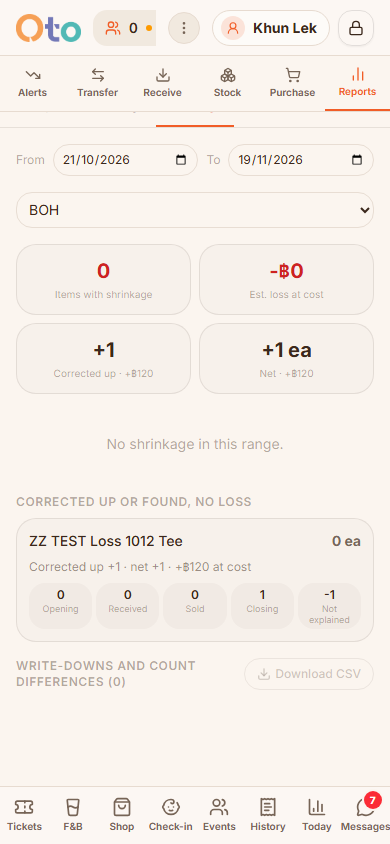 Oto
0
Khun Lek
Alerts
Transfer
Receive
Stock
Purchase
Reports
From
21/10/2026
To
19/11/2026
BOH
0
Items with shrinkage
-฿0
Est. loss at cost
+1
Corrected up · +฿120
+1 ea
Net · +฿120
No shrinkage in this range.
CORRECTED UP OR FOUND, NO LOSS
ZZ TEST Loss 1012 Tee
0 ea
Corrected up +1 · net +1 · +฿120 at cost
0
Opening
0
Received
0
Sold
1
Closing
-1
Not
explained
WRITE-DOWNS AND COUNT
DIFFERENCES (0)
Download CSV
Tickets
F&B
Shop
Check-in
Events
History
Today
7
Messages